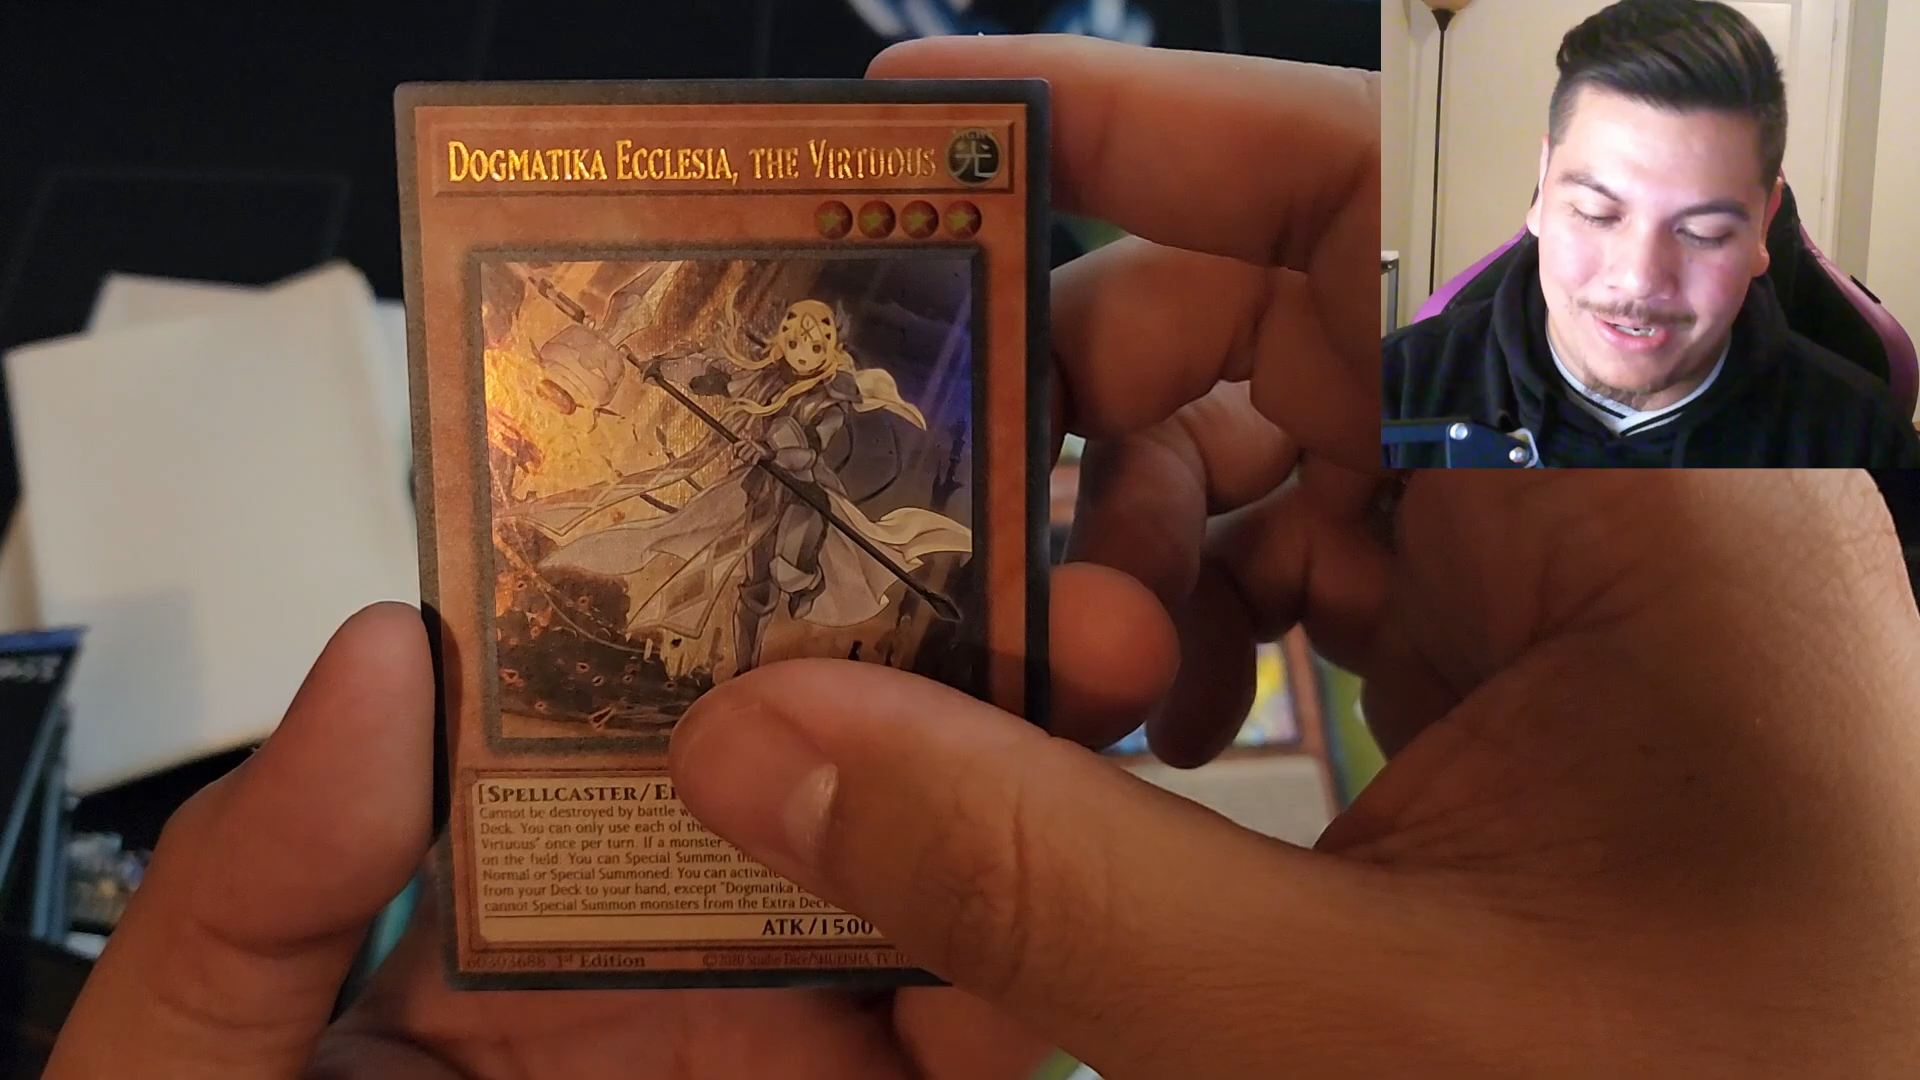 DOGMATIKA ECCLESIA, THE VIRTUOUS
光
[SPELLCASTER/
Cannot be destroyed by battle
Deck. You can only use each of the
Virtuous" once per turn. If a monster
on the field: You can Special Summon
Normal or Special Summoned: You can activate
from your Deck to your hand, except "Dogmatika
cannot Special Summon monsters from the Extra Deck
ATK/1500
60303688 1st Edition ©2020 Studio Dice/SHUEISHA, TV